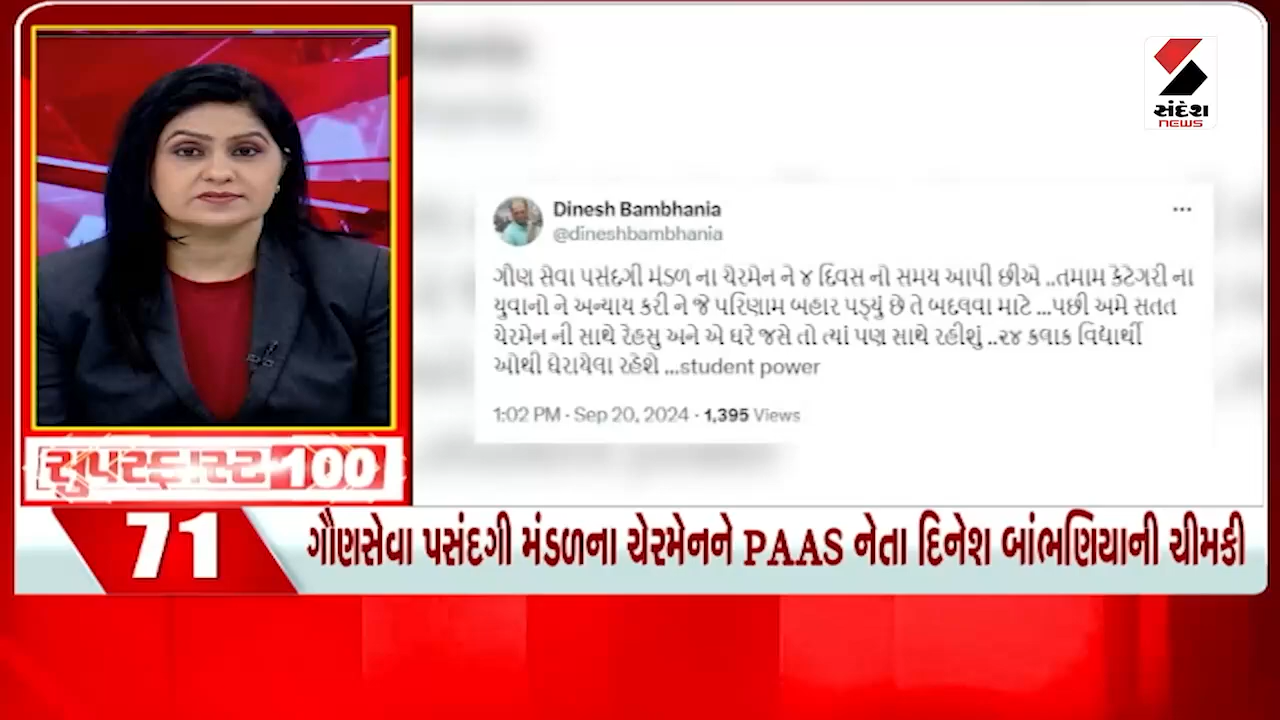 સંદેશ
NEWS
Dinesh Bambhania
@dineshbambhania
ગૌણ સેવા પસંદગી મંડળ ના ચેરમેન ને ૪ દિવસ નો સમય આપી છીએ ..તમામ કેટેગરી ના
યુવાનો ને અન્યાય કરી ને જે પરિણામ બહાર પડ્યું છે તે બદલવા માટે ...પછી અમે સતત
ચેરમેન ની સાથે રેહસુ અને એ ઘરે જસે તો ત્યાં પણ સાથે રહીશું ..૨૪ કલાક વિદ્યાર્થી
ઓથી ઘેરાયેલા રહેશે ...student power
1:02 PM · Sep 20, 2024 · 1,395 Views
સુપરફાસ્ટ 100
71
ગૌણસેવા પસંદગી મંડળના ચેરમેનને PAAS નેતા દિનેશ બાંભણિયાની ચીમકી